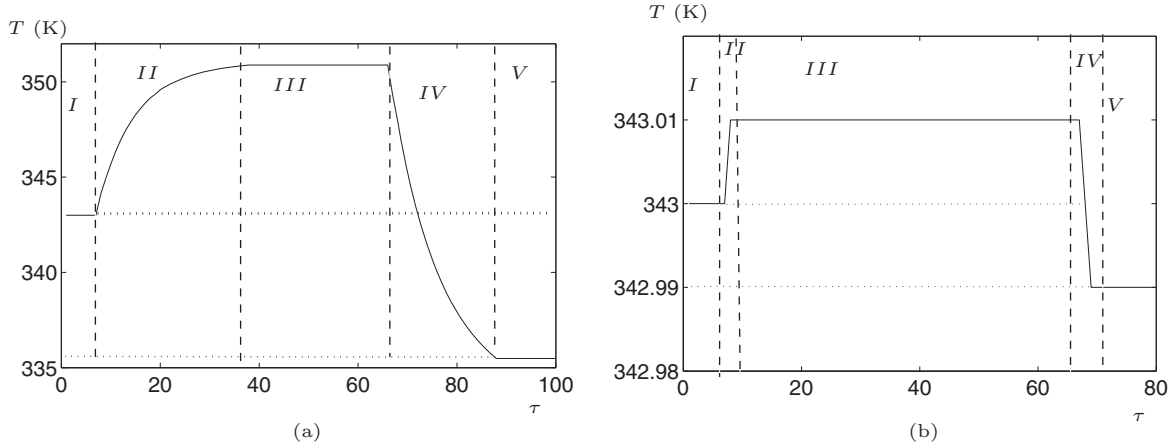 T (K)
350
345
340
335
0 20 40 60 80 100
τ
I II III IV V
(a)
T (K)
343.01
343
342.99
342.98
0 20 40 60 80
τ
I II III IV V
(b)